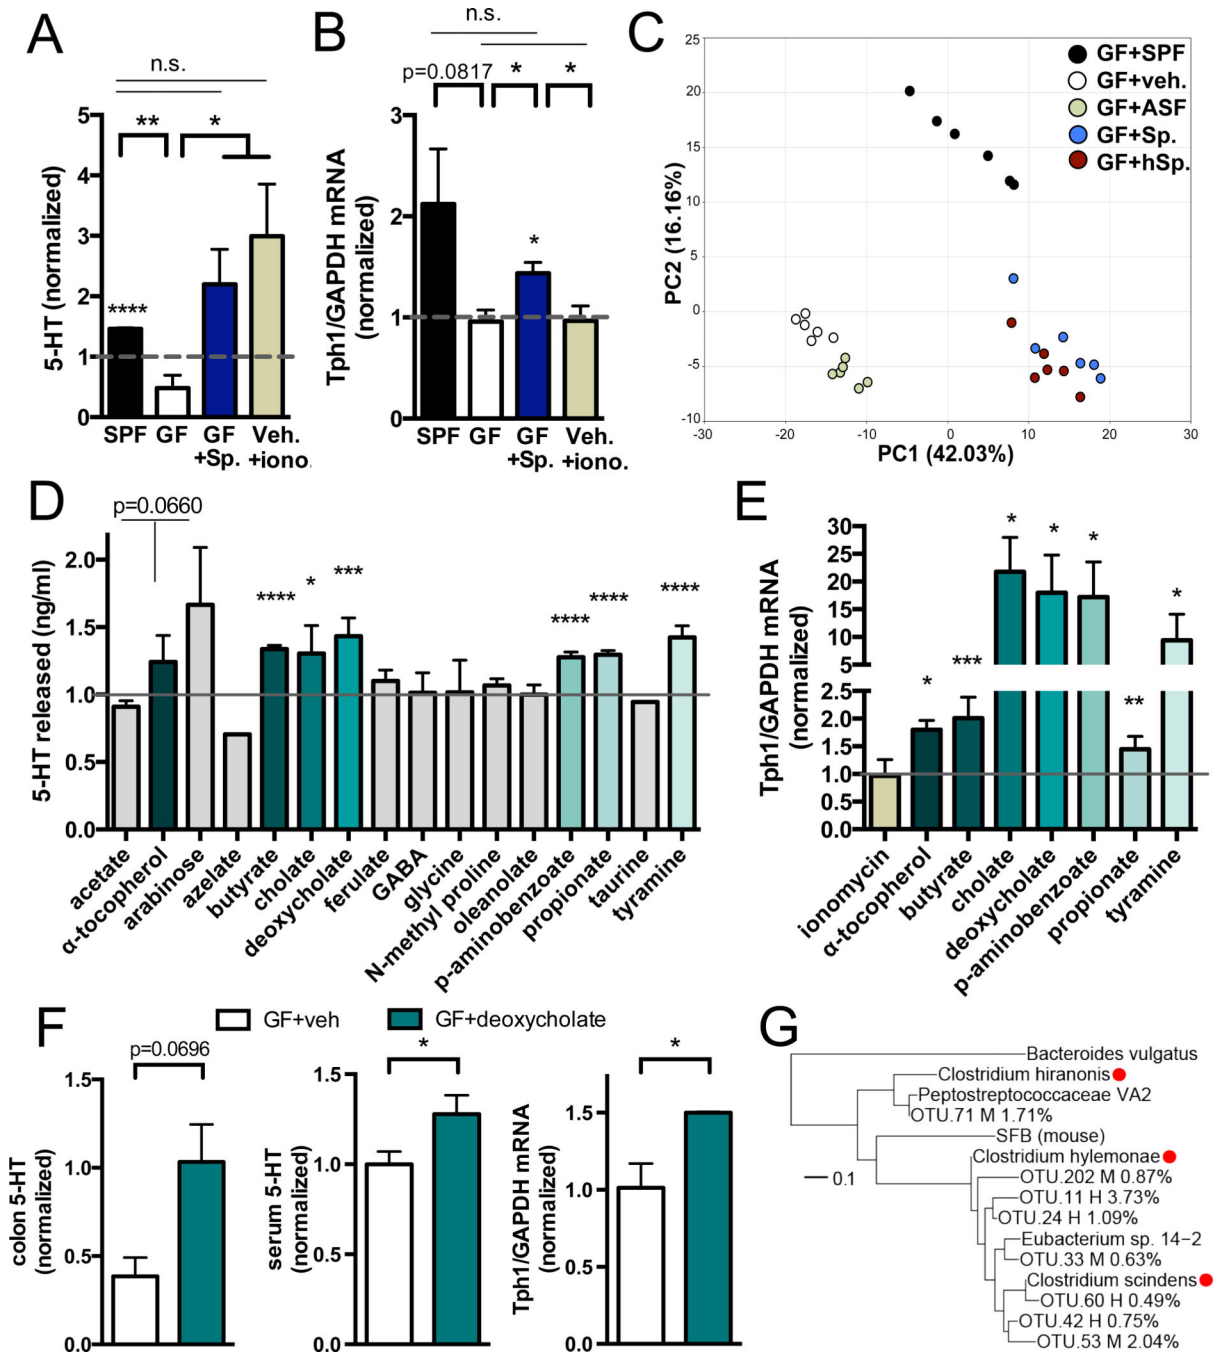 A
n.s.
** *
5-HT (normalized)
5
4
3
2
1
0
****
SPF GF GF Veh.
+Sp. +iono.
B
n.s.
p=0.0817 * *
Tph1/GAPDH mRNA
(normalized)
3
2
1
0
*
SPF GF GF Veh.
+Sp. +iono.
C
PC2 (16.16%)
25
20
15
10
5
0
-5
-10
-30 -20 -10 0 10 20 30
PC1 (42.03%)
GF+SPF
GF+veh.
GF+ASF
GF+Sp.
GF+hSp.
D
p=0.0660
5-HT released (ng/ml)
2.0
1.5
1.0
0.5
0.0
**** * *** **** **** ****
acetate
α-tocopherol
arabinose
azelate
butyrate
cholate
deoxycholate
ferulate
GABA
glycine
N-methyl proline
oleanolate
p-aminobenzoate
propionate
taurine
tyramine
E
Tph1/GAPDH mRNA
(normalized)
30
25
20
15
10
5
2.5
2.0
1.5
1.0
0.5
0.0
* *** * * * ** *
ionomycin
α-tocopherol
butyrate
cholate
deoxycholate
p-aminobenzoate
propionate
tyramine
F
GF+veh GF+deoxycholate
p=0.0696
colon 5-HT
(normalized)
1.5
1.0
0.5
0.0
*
serum 5-HT
(normalized)
1.5
1.0
0.5
0.0
*
Tph1/GAPDH mRNA
(normalized)
1.5
1.0
0.5
0.0
G
Bacteroides vulgatus
Clostridium hiranonis
Peptostreptococcaceae VA2
OTU.71 M 1.71%
SFB (mouse)
Clostridium hylemonae
0.1
OTU.202 M 0.87%
OTU.11 H 3.73%
OTU.24 H 1.09%
Eubacterium sp. 14-2
OTU.33 M 0.63%
Clostridium scindens
OTU.60 H 0.49%
OTU.42 H 0.75%
OTU.53 M 2.04%